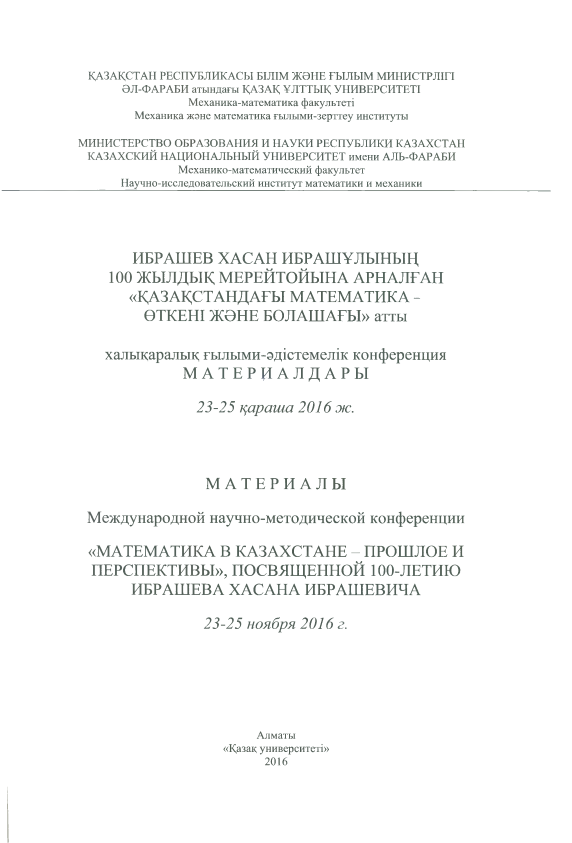 ҚАЗАҚСТАН РЕСПУБЛИКАСЫ БІЛІМ ЖӘНЕ ҒЫЛЫМ МИНИСТРЛІГІ
ӘЛ-ФАРАБИ атындағы ҚАЗАҚ ҰЛТТЫҚ УНИВЕРСИТЕТІ
Механика-математика факультеті
Механика және математика ғылыми-зерттеу институты
МИНИСТЕРСТВО ОБРАЗОВАНИЯ И НАУКИ РЕСПУБЛИКИ КАЗАХСТАН
КАЗАХСКИЙ НАЦИОНАЛЬНЫЙ УНИВЕРСИТЕТ имени АЛЬ-ФАРАБИ
Механико-математический факультет
Научно-исследовательский институт математики и механики
ИБРАШЕВ ХАСАН ИБРАШҰЛЫНЫҢ
100 ЖЫЛДЫҚ МЕРЕЙТОЙЫНА АРНАЛҒАН
«ҚАЗАҚСТАНДАҒЫ МАТЕМАТИКА –
ӨТКЕНІ ЖӘНЕ БОЛАШАҒЫ» атты
халықаралық ғылыми-әдістемелік конференция
М А Т Е Р И А Л Д А Р Ы
23-25 қараша 2016 ж.
М А Т Е Р И А Л Ы
Международной научно-методической конференции
«МАТЕМАТИКА В КАЗАХСТАНЕ – ПРОШЛОЕ И
ПЕРСПЕКТИВЫ», ПОСВЯЩЕННОЙ 100-ЛЕТИЮ
ИБРАШЕВА ХАСАНА ИБРАШЕВИЧА
23-25 ноября 2016 г.
Алматы
«Қазақ университеті»
2016